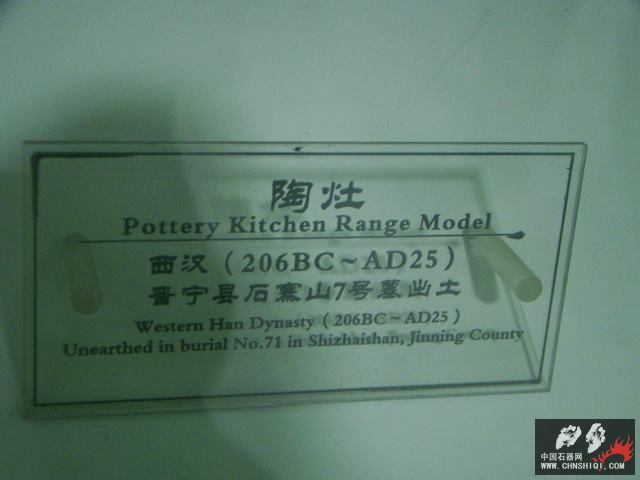 陶灶
Pottery Kitchen Range Model
西汉（206BC～AD25）
晋宁县石寨山7号墓出土
Western Han Dynasty（206BC～AD25）
Unearthed in burial No.71 in Shizhaishan, Jinning County
中国石器网
WWW.CHNSHIQI.COM